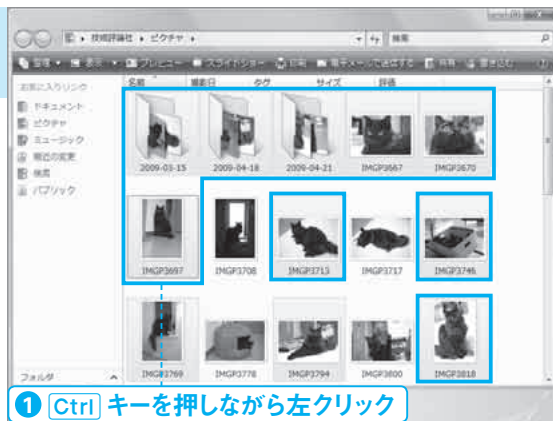 技術評論社 ▸ ピクチャ ▸
検索
整理 表示 プレビュー スライドショー 印刷 電子メールで送信する 共有 書き込む
お気に入りリンク
名前 撮影日 タグ サイズ 評価
ドキュメント
ピクチャ
ミュージック
最近の変更
検索
パブリック
2009-03-15 2009-04-18 2009-04-21 IMGP3667 IMGP3670
IMGP3697 IMGP3708 IMGP3713 IMGP3717 IMGP3746
IMGP3769 IMGP3778 IMGP3794 IMGP3800 IMGP3818
フォルダ
❶ Ctrl キーを押しながら左クリック